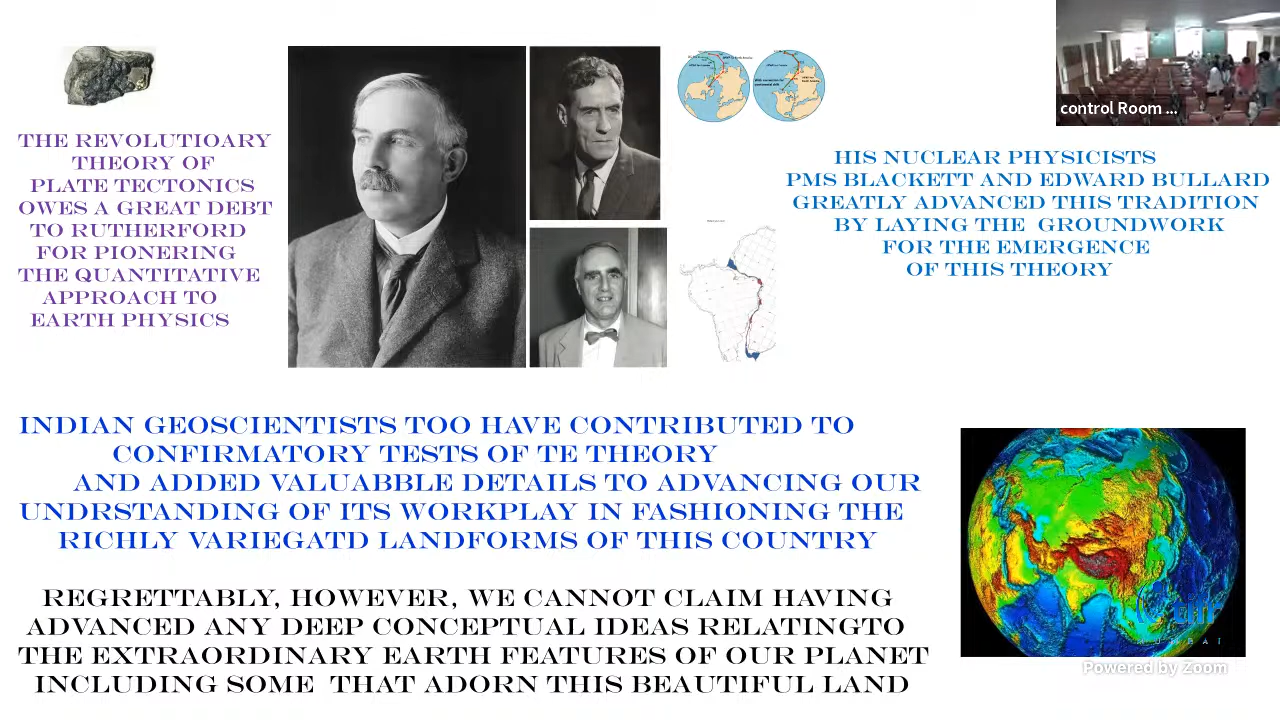 THE REVOLUTIOARY
THEORY OF
PLATE TECTONICS
OWES A GREAT DEBT
TO RUTHERFORD
FOR PIONERING
THE QUANTITATIVE
APPROACH TO
EARTH PHYSICS
control Room ...
HIS NUCLEAR PHYSICISTS
PMS BLACKETT AND EDWARD BULLARD
GREATLY ADVANCED THIS TRADITION
BY LAYING THE GROUNDWORK
FOR THE EMERGENCE
OF THIS THEORY
INDIAN GEOSCIENTISTS TOO HAVE CONTRIBUTED TO
CONFIRMATORY TESTS OF TE THEORY
AND ADDED VALUABBLE DETAILS TO ADVANCING OUR
UNDRSTANDING OF ITS WORKPLAY IN FASHIONING THE
RICHLY VARIEGATD LANDFORMS OF THIS COUNTRY
REGRETTABLY, HOWEVER, WE CANNOT CLAIM HAVING
ADVANCED ANY DEEP CONCEPTUAL IDEAS RELATINGTO
THE EXTRAORDINARY EARTH FEATURES OF OUR PLANET
INCLUDING SOME THAT ADORN THIS BEAUTIFUL LAND
Powered by Zoom